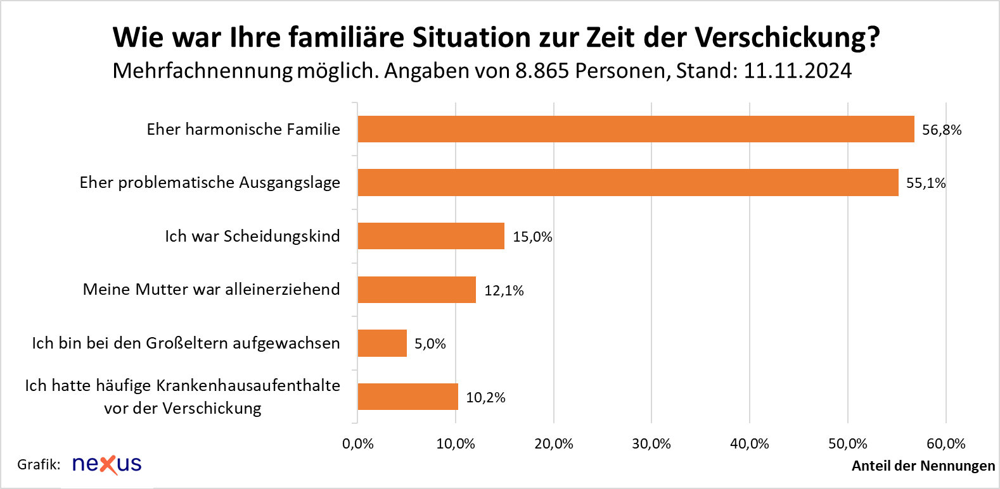 Wie war Ihre familiäre Situation zur Zeit der Verschickung?
Mehrfachnennung möglich. Angaben von 8.865 Personen, Stand: 11.11.2024
Eher harmonische Familie
56,8%
Eher problematische Ausgangslage
55,1%
Ich war Scheidungskind
15,0%
Meine Mutter war alleinerziehend
12,1%
Ich bin bei den Großeltern aufgewachsen
5,0%
Ich hatte häufige Krankenhausaufenthalte
vor der Verschickung
10,2%
0,0% 10,0% 20,0% 30,0% 40,0% 50,0% 60,0%
Anteil der Nennungen
Grafik: nexus